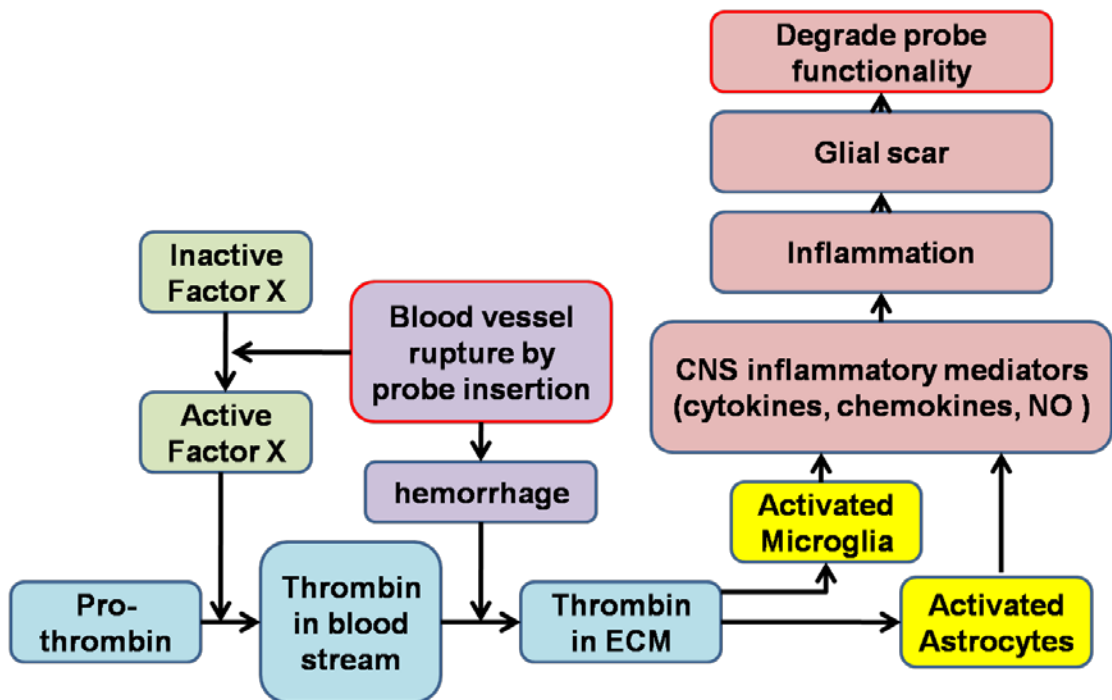 Degrade probe
functionality
Glial scar
Inflammation
CNS inflammatory mediators
(cytokines, chemokines, NO )
Inactive
Factor X
Blood vessel
rupture by
probe insertion
Active
Factor X
hemorrhage
Activated
Microglia
Pro-
thrombin
Thrombin
in blood
stream
Thrombin
in ECM
Activated
Astrocytes